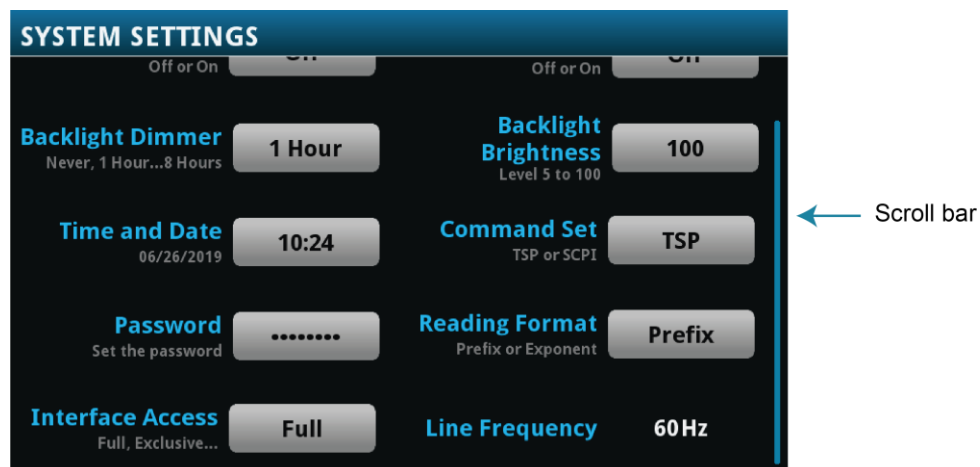 SYSTEM SETTINGS
Off or On
Off or On
Backlight Dimmer
Never, 1 Hour...8 Hours
1 Hour
Backlight
Brightness
Level 5 to 100
100
Scroll bar
Time and Date
06/26/2019
10:24
Command Set
TSP or SCPI
TSP
Password
Set the password
••••••••
Reading Format
Prefix or Exponent
Prefix
Interface Access
Full, Exclusive...
Full
Line Frequency
60Hz